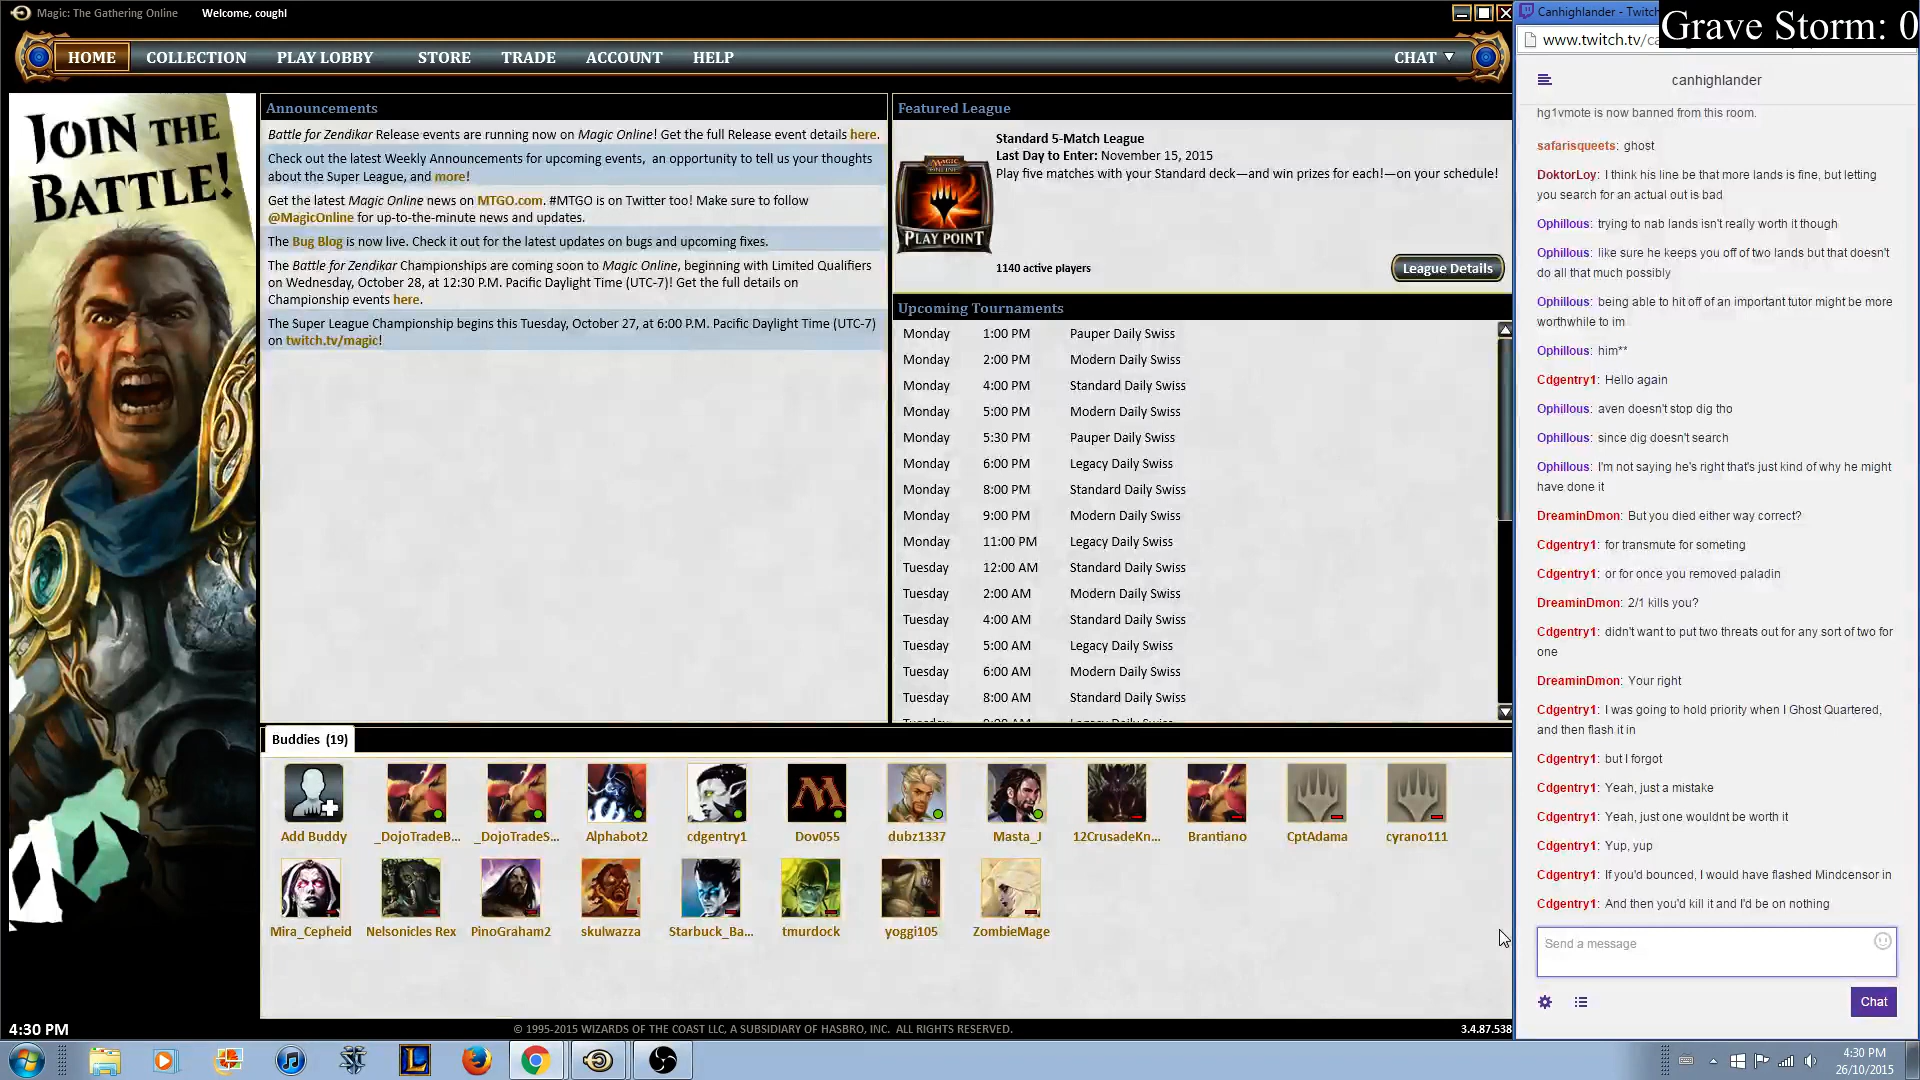 Magic: The Gathering Online
Welcome, cough!
HOME
COLLECTION
PLAY LOBBY
STORE
TRADE
ACCOUNT
HELP
CHAT
JOIN THE
BATTLE!
Announcements
Battle for Zendikar Release events are running now on Magic Online! Get the full Release event details here.
Check out the latest Weekly Announcements for upcoming events, an opportunity to tell us your thoughts
about the Super League, and more!
Get the latest Magic Online news on MTGO.com. #MTGO is on Twitter too! Make sure to follow
@MagicOnline for up-to-the-minute news and updates.
The Bug Blog is now live. Check it out for the latest updates on bugs and upcoming fixes.
The Battle for Zendikar Championships are coming soon to Magic Online, beginning with Limited Qualifiers
on Wednesday, October 28, at 12:30 P.M. Pacific Daylight Time (UTC-7)! Get the full details on
Championship events here.
The Super League Championship begins this Tuesday, October 27, at 6:00 P.M. Pacific Daylight Time (UTC-7)
on twitch.tv/magic!
Featured League
Standard 5-Match League
Last Day to Enter: November 15, 2015
Play five matches with your Standard deck—and win prizes for each!—on your schedule!
PLAY POINT
1140 active players
League Details
Upcoming Tournaments
Monday 1:00 PM Pauper Daily Swiss
Monday 2:00 PM Modern Daily Swiss
Monday 4:00 PM Standard Daily Swiss
Monday 5:00 PM Modern Daily Swiss
Monday 5:30 PM Pauper Daily Swiss
Monday 6:00 PM Legacy Daily Swiss
Monday 8:00 PM Standard Daily Swiss
Monday 9:00 PM Modern Daily Swiss
Monday 11:00 PM Legacy Daily Swiss
Tuesday 12:00 AM Standard Daily Swiss
Tuesday 2:00 AM Modern Daily Swiss
Tuesday 4:00 AM Standard Daily Swiss
Tuesday 5:00 AM Legacy Daily Swiss
Tuesday 6:00 AM Modern Daily Swiss
Tuesday 8:00 AM Standard Daily Swiss
Buddies (19)
Add Buddy
_DojoTradeB...
_DojoTradeS...
Alphabot2
cdgentry1
Dov055
dubz1337
Masta_J
12CrusadeKn...
Brantiano
CptAdama
cyrano111
Mira_Cepheid
Nelsonicles Rex
PinoGraham2
skulwazza
Starbuck_Ba...
tmurdock
yoggi105
ZombieMage
4:30 PM
© 1995-2015 WIZARDS OF THE COAST LLC, A SUBSIDIARY OF HASBRO, INC. ALL RIGHTS RESERVED.
3.4.87.538
Canhighlander - Twitch
Grave Storm: 0
www.twitch.tv/ca
canhighlander
hg1vmote is now banned from this room.
safarisqueets: ghost
DoktorLoy: I think his line be that more lands is fine, but letting
you search for an actual out is bad
Ophillous: trying to nab lands isn't really worth it though
Ophillous: like sure he keeps you off of two lands but that doesn't
do all that much possibly
Ophillous: being able to hit off of an important tutor might be more
worthwhile to im
Ophillous: him**
Cdgentry1: Hello again
Ophillous: aven doesn't stop dig tho
Ophillous: since dig doesn't search
Ophillous: I'm not saying he's right that's just kind of why he might
have done it
DreaminDmon: But you died either way correct?
Cdgentry1: for transmute for someting
Cdgentry1: or for once you removed paladin
DreaminDmon: 2/1 kills you?
Cdgentry1: didn't want to put two threats out for any sort of two for
one
DreaminDmon: Your right
Cdgentry1: I was going to hold priority when I Ghost Quartered,
and then flash it in
Cdgentry1: but I forgot
Cdgentry1: Yeah, just a mistake
Cdgentry1: Yeah, just one wouldnt be worth it
Cdgentry1: Yup, yup
Cdgentry1: If you'd bounced, I would have flashed Mindcensor in
Cdgentry1: And then you'd kill it and I'd be on nothing
Send a message
Chat
4:30 PM
26/10/2015